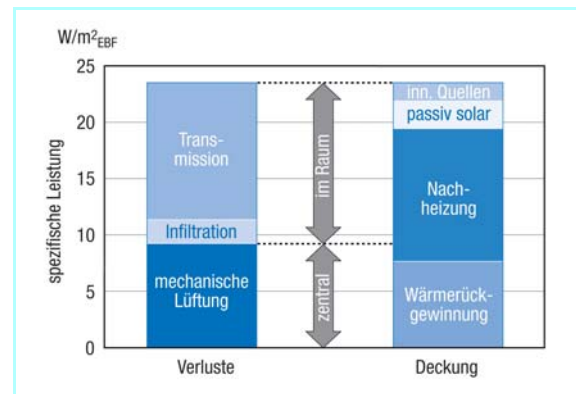 W/m²EBF
25
20
15
10
5
0
spezifische Leistung
Trans-
mission
Infiltration
mechanische
Lüftung
im Raum
zentral
inn. Quellen
passiv solar
Nach-
heizung
Wärmerück-
gewinnung
Verluste
Deckung